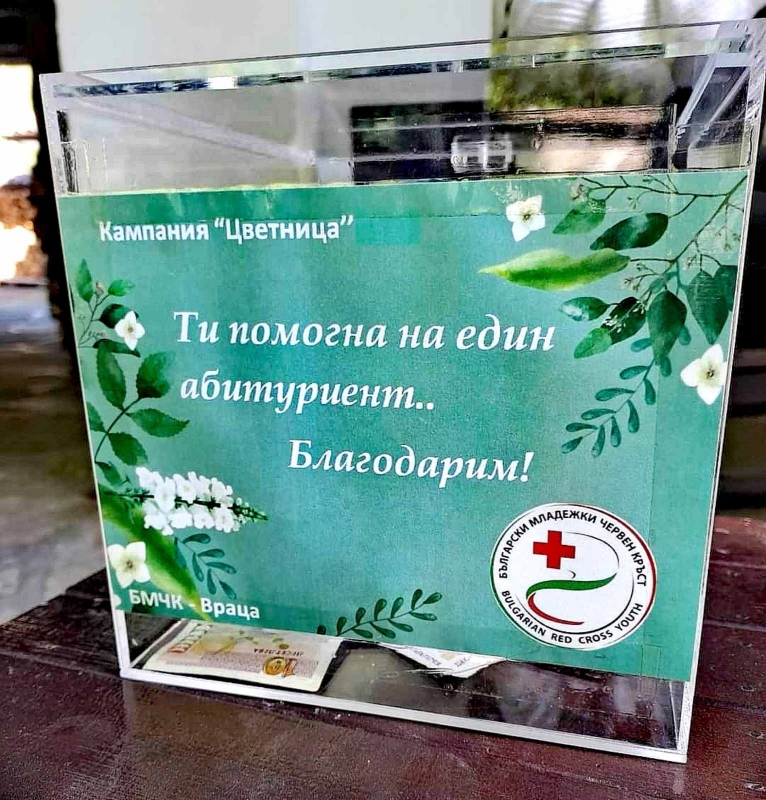 Кампания “Цветница”
Ти помогна на един
абитуриент..
Благодарим!
БЪЛГАРСКИ МЛАДЕЖКИ ЧЕРВЕН КРЪСТ
BULGARIAN RED CROSS YOUTH
БМЧК - Враца